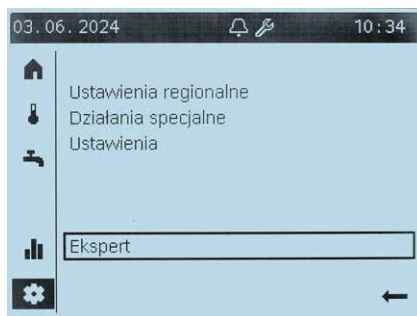 03.06.2024 10:34
Ustawienia regionalne
Działania specjalne
Ustawienia
Ekspert